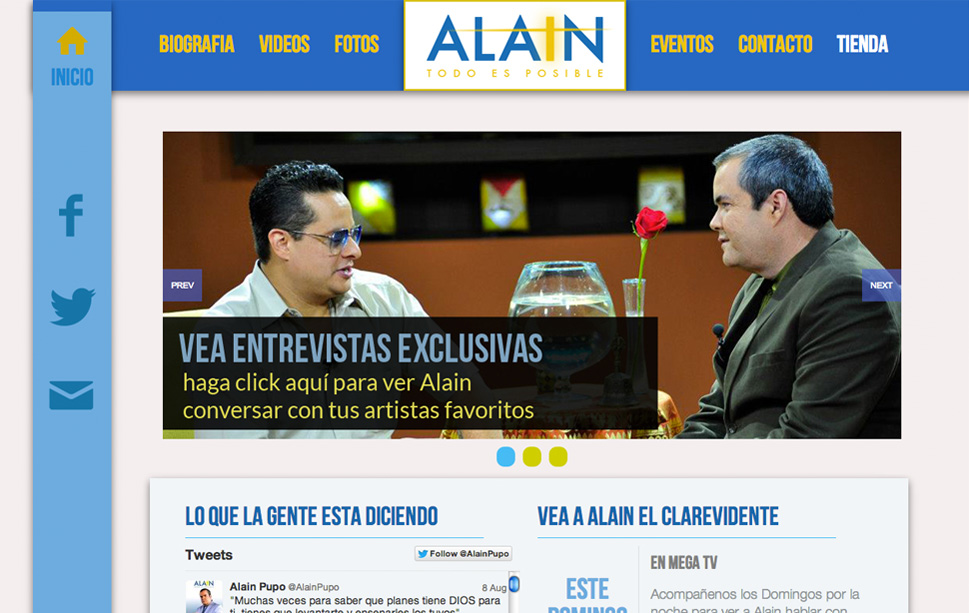 BIOGRAFIA VIDEOS FOTOS
ALAIN
TODO ES POSIBLE
EVENTOS CONTACTO TIENDA
INICIO
PREV
NEXT
VEA ENTREVISTAS EXCLUSIVAS
haga click aquí para ver Alain
conversar con tus artistas favoritos
LO QUE LA GENTE ESTA DICIENDO
Tweets
Follow @AlainPupo
ALAIN
Alain Pupo @AlainPupo 8 Aug
"Muchas veces para saber que planes tiene DIOS para
ti, tienes que levantarte y ensenarles los tuyos"
VEA A ALAIN EL CLAREVIDENTE
ESTE
DOMINGO
EN MEGA TV
Acompañenos los Domingos por la
noche para ver a Alain hablar con